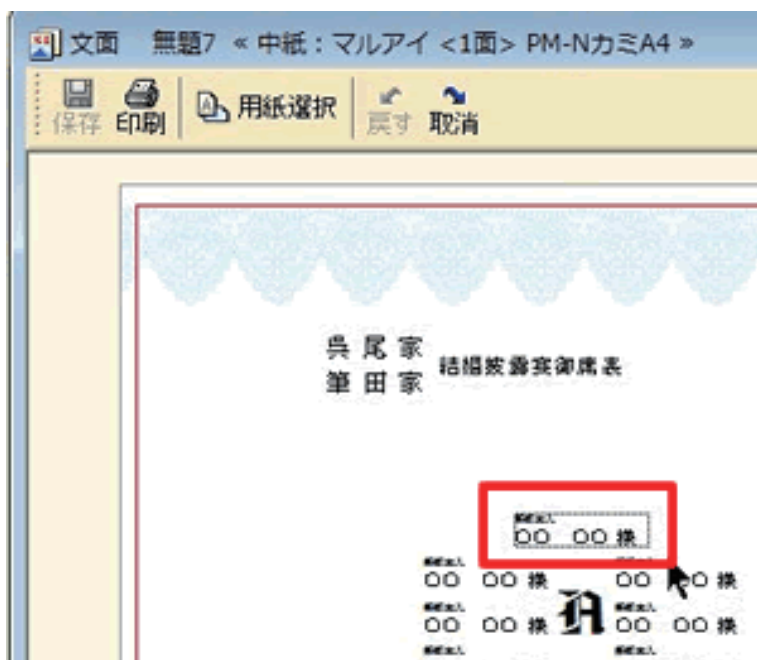 文面 無題7 « 中紙：マルアイ <1面> PM-NカミA4 »
保存 印刷 用紙選択 戻す 取消
呉尾家
筆田家
結婚披露宴御席表
○○ ○○ 様
○○ ○○ 様 ○○ ○○ 様
A
○○ ○○ 様 ○○ ○○ 様